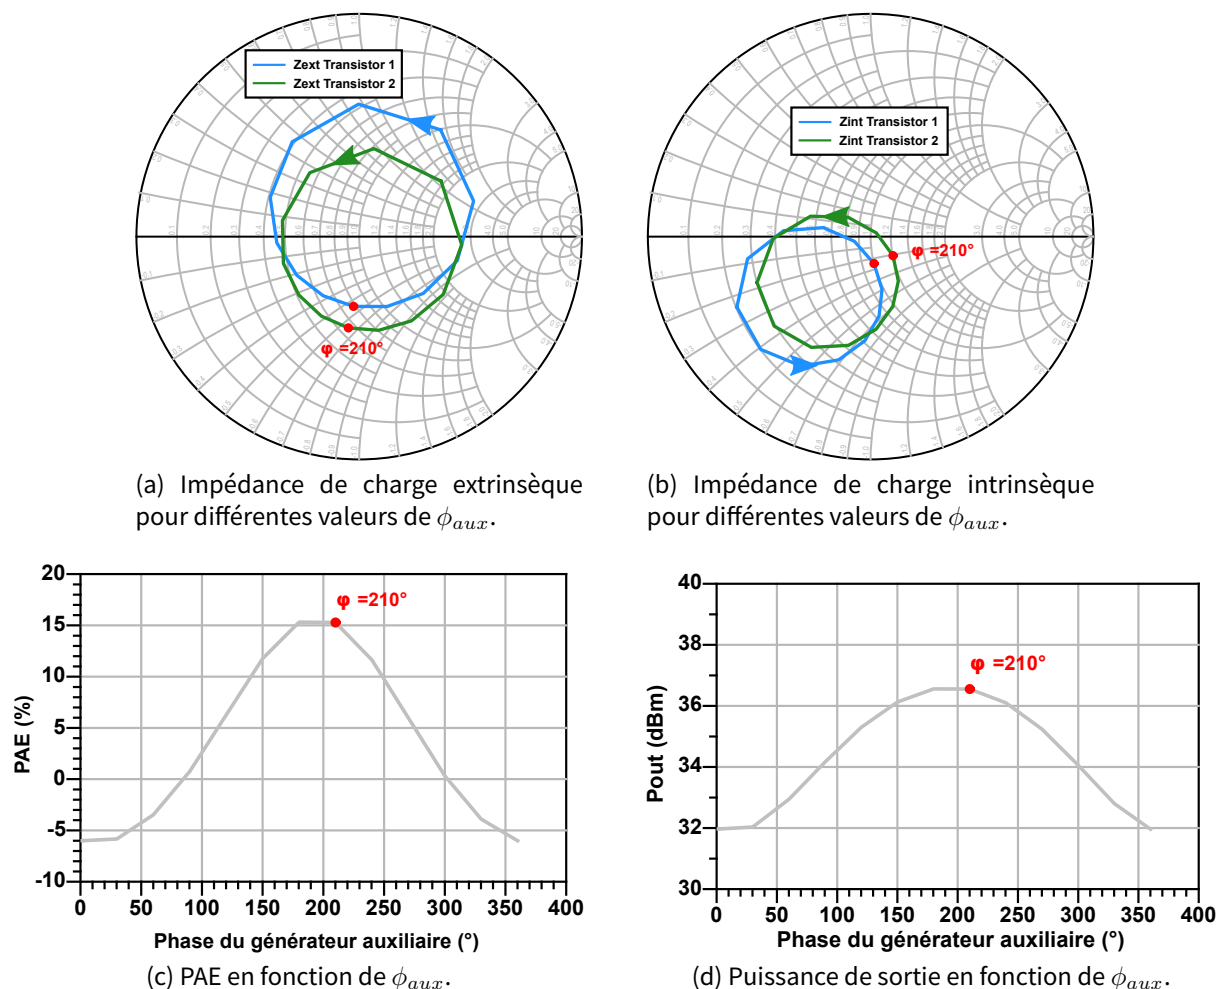 Zext Transistor 1
Zext Transistor 2
φ =210°
Zint Transistor 1
Zint Transistor 2
φ =210°
(a) Impédance de charge extrinsèque
pour différentes valeurs de ϕaux.
(b) Impédance de charge intrinsèque
pour différentes valeurs de ϕaux.
PAE (%)
20
15
10
5
0
-5
-10
φ =210°
0 50 100 150 200 250 300 350 400
Phase du générateur auxiliaire (°)
(c) PAE en fonction de ϕaux.
Pout (dBm)
40
38
36
34
32
30
φ =210°
0 50 100 150 200 250 300 350 400
Phase du générateur auxiliaire (°)
(d) Puissance de sortie en fonction de ϕaux.